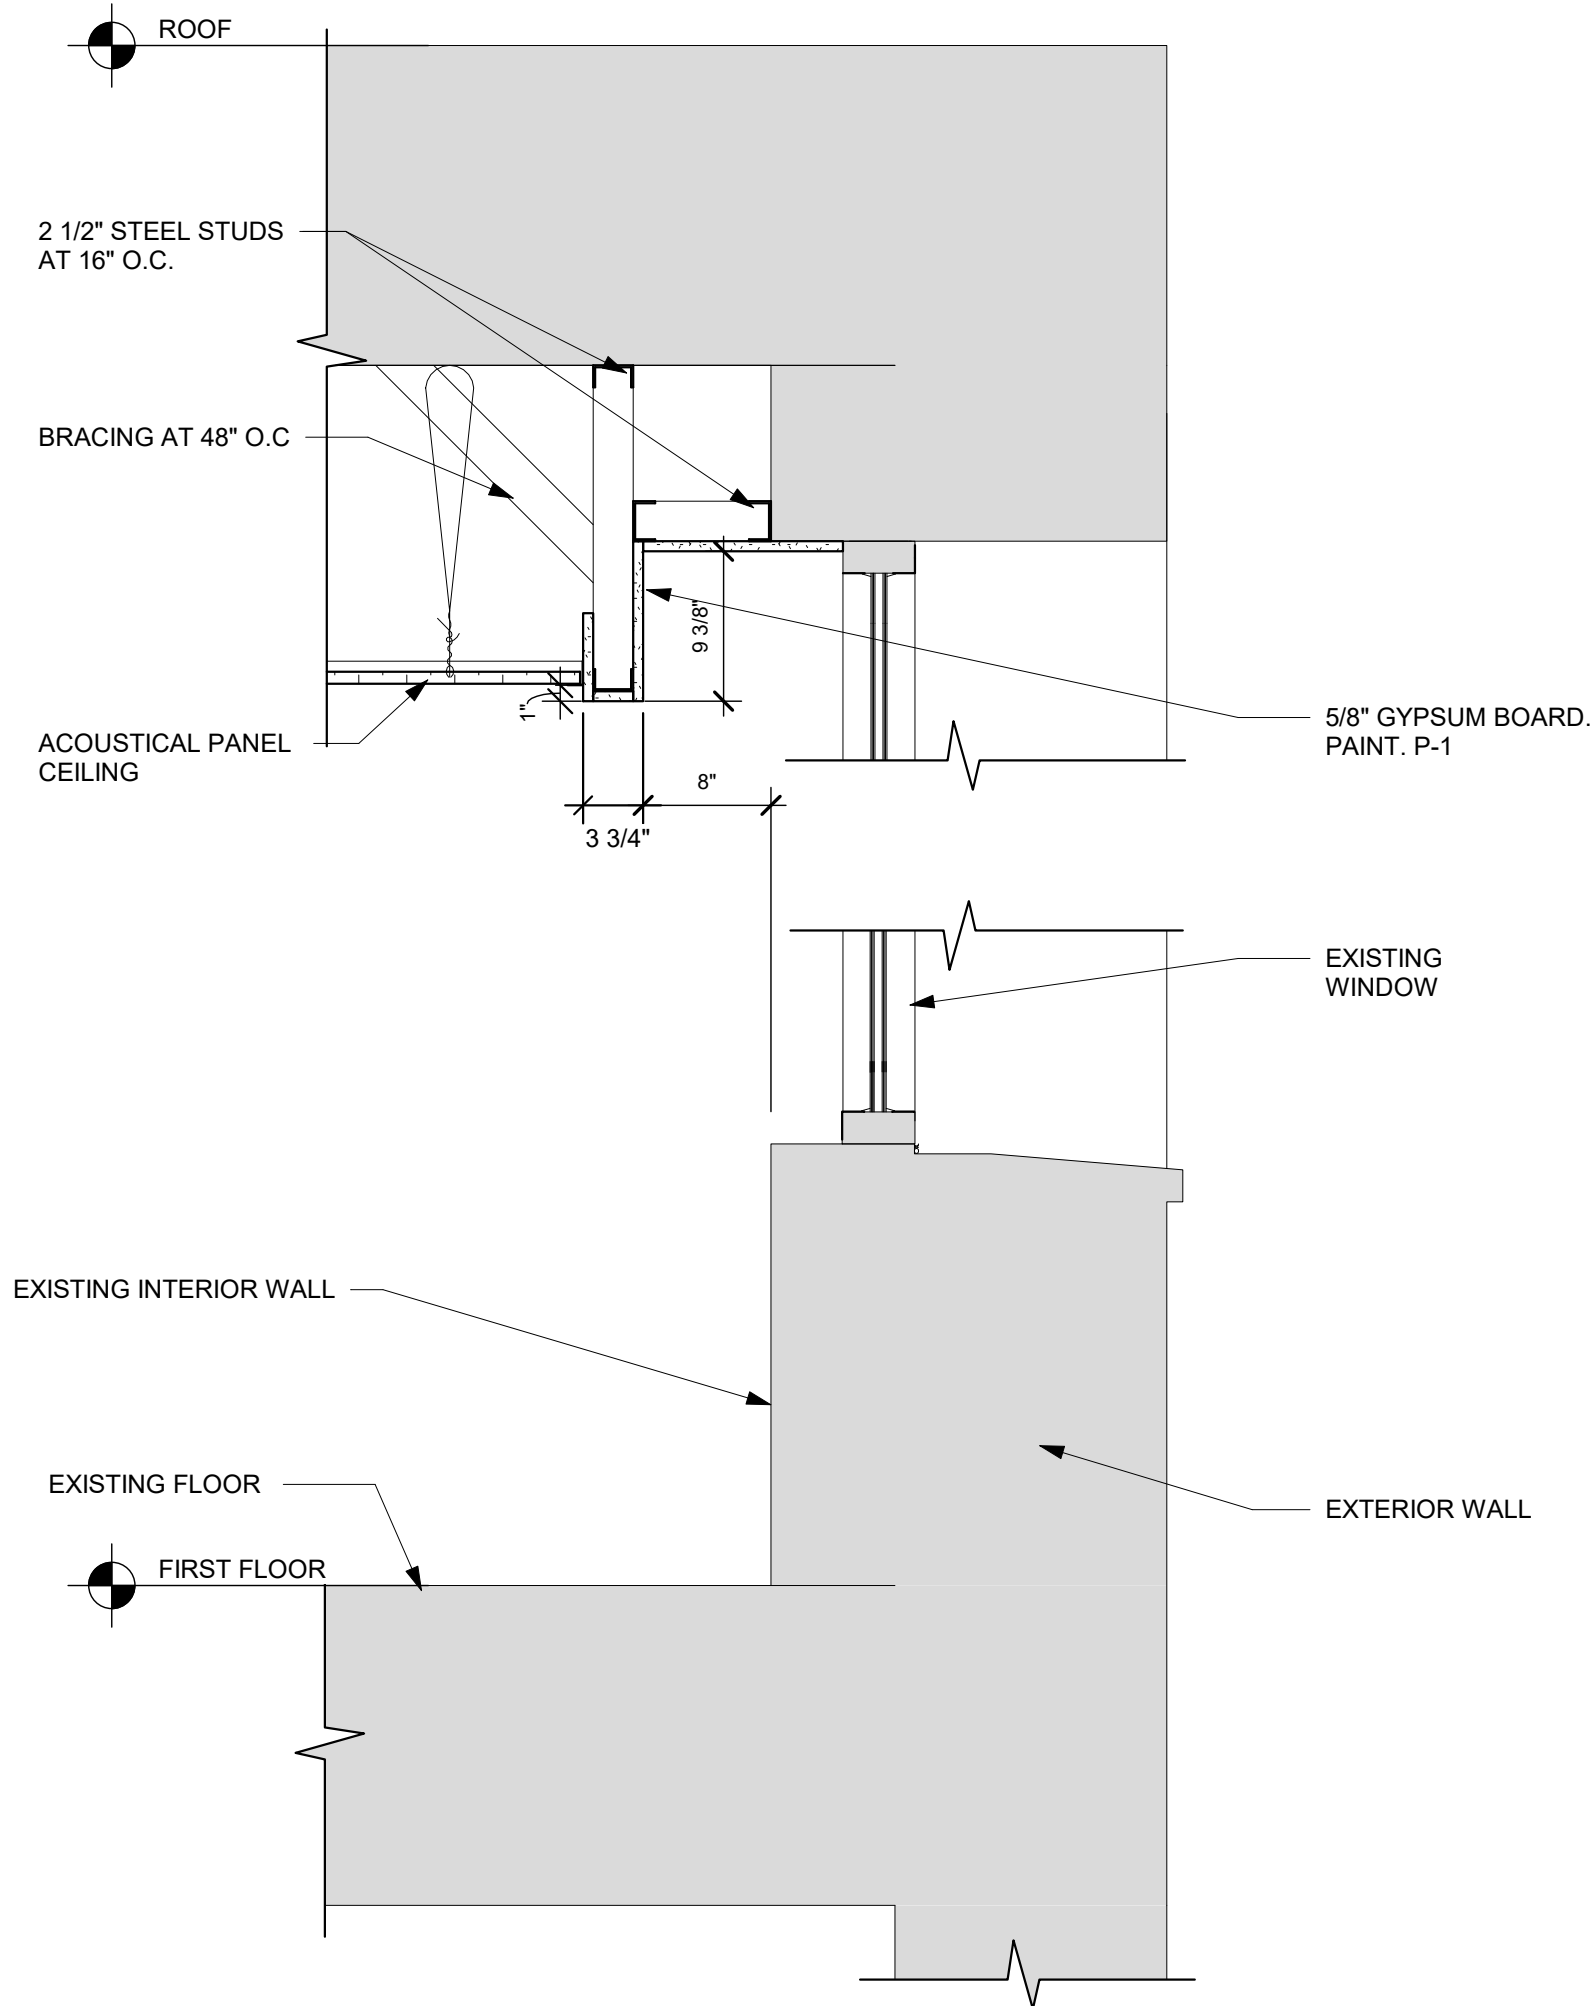 ROOF
2 1/2" STEEL STUDS
AT 16" O.C.
BRACING AT 48" O.C
9 3/8"
1"
ACOUSTICAL PANEL
CEILING
5/8" GYPSUM BOARD.
PAINT. P-1
8"
3 3/4"
EXISTING
WINDOW
EXISTING INTERIOR WALL
EXISTING FLOOR
EXTERIOR WALL
FIRST FLOOR